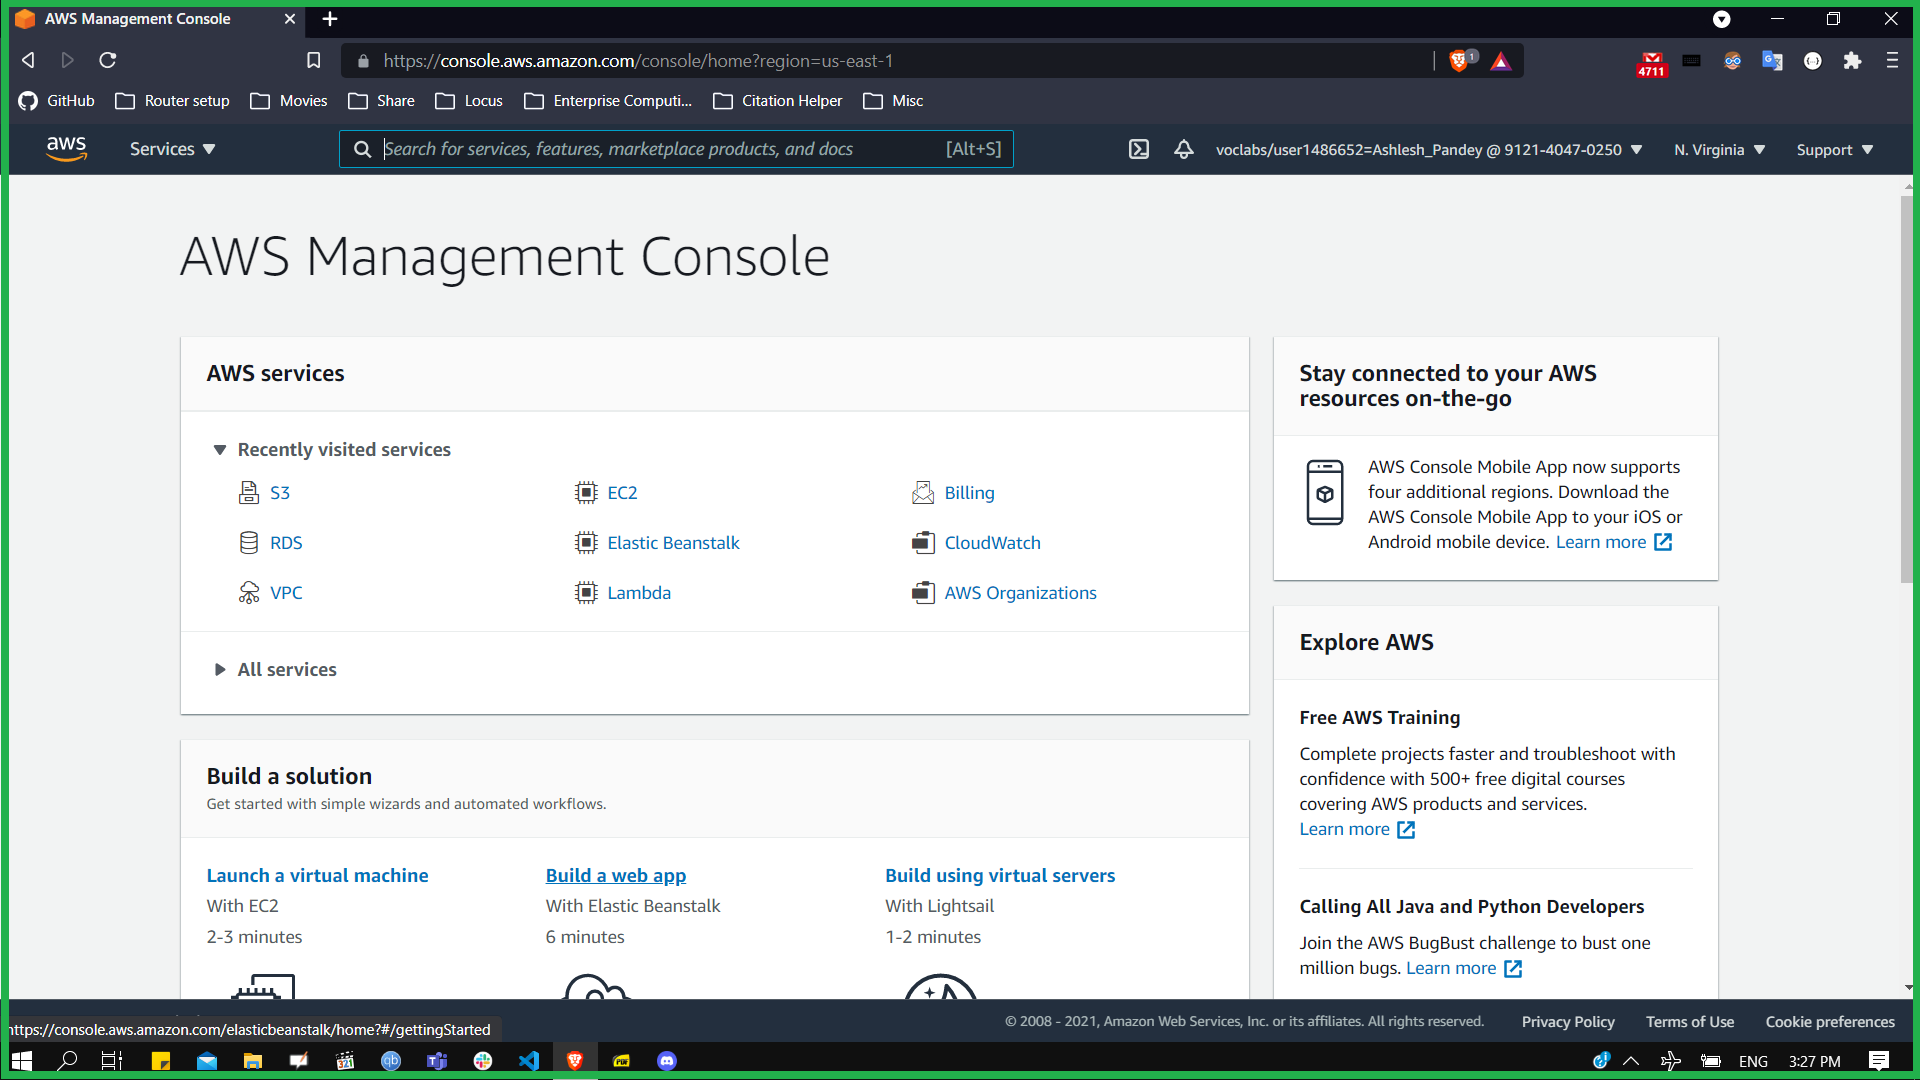 AWS Management Console
https://console.aws.amazon.com/console/home?region=us-east-1
1
4711
GitHub Router setup Movies Share Locus Enterprise Computi... Citation Helper Misc
aws Services Search for services, features, marketplace products, and docs [Alt+S] voclabs/user1486652=Ashlesh_Pandey @ 9121-4047-0250 N. Virginia Support
AWS Management Console
AWS services
Recently visited services
S3 EC2 Billing
RDS Elastic Beanstalk CloudWatch
VPC Lambda AWS Organizations
All services
Build a solution
Get started with simple wizards and automated workflows.
Launch a virtual machine Build a web app Build using virtual servers
With EC2 With Elastic Beanstalk With Lightsail
2-3 minutes 6 minutes 1-2 minutes
Stay connected to your AWS
resources on-the-go
AWS Console Mobile App now supports
four additional regions. Download the
AWS Console Mobile App to your iOS or
Android mobile device. Learn more
Explore AWS
Free AWS Training
Complete projects faster and troubleshoot with
confidence with 500+ free digital courses
covering AWS products and services.
Learn more
Calling All Java and Python Developers
Join the AWS BugBust challenge to bust one
million bugs. Learn more
https://console.aws.amazon.com/elasticbeanstalk/home?#/gettingStarted
© 2008 - 2021, Amazon Web Services, Inc. or its affiliates. All rights reserved. Privacy Policy Terms of Use Cookie preferences
321 qb PDF
ENG 3:27 PM